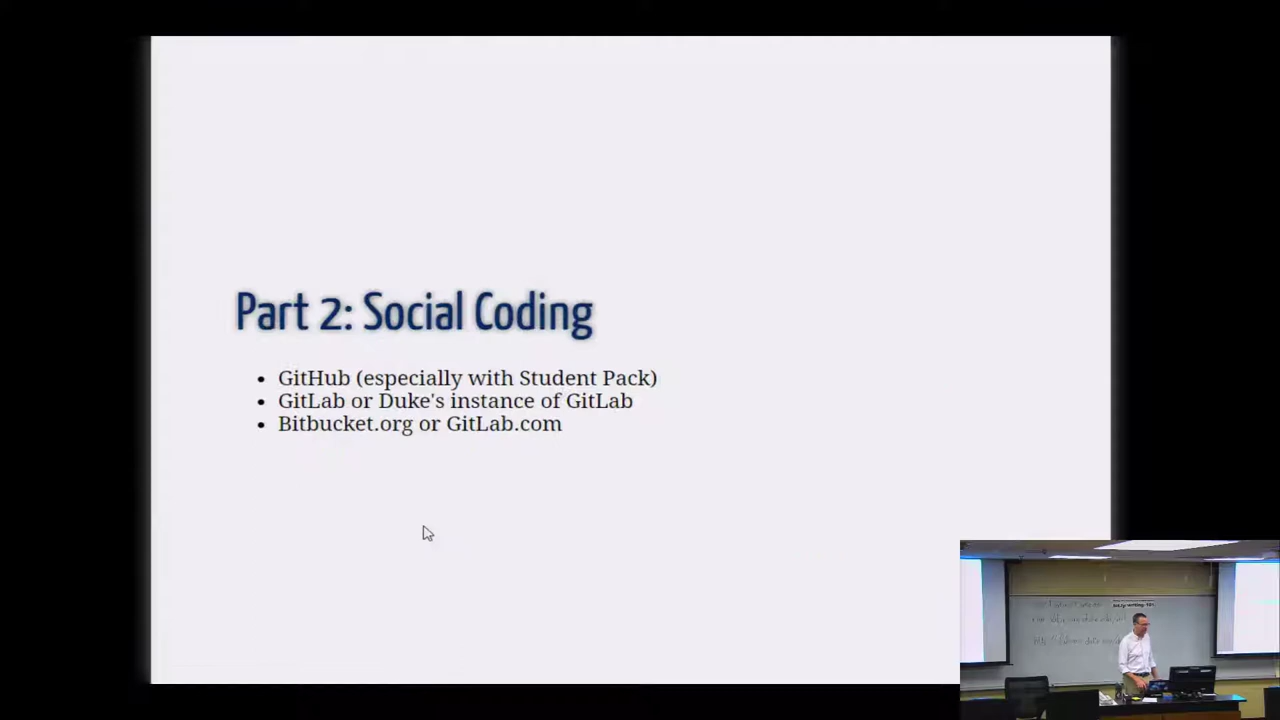 Part 2: Social Coding
• GitHub (especially with Student Pack)
• GitLab or Duke's instance of GitLab
• Bitbucket.org or GitLab.com